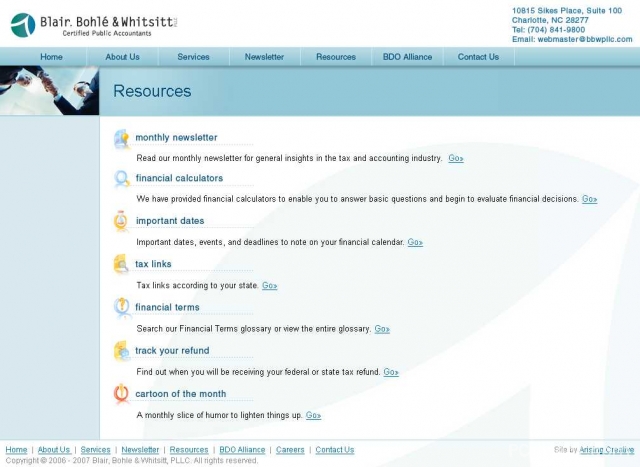 Blair, Bohlé & Whitsitt PLLC
Certified Public Accountants
10815 Sikes Place, Suite 100
Charlotte, NC 28277
Tel: (704) 841-9800
Email: webmaster@bbwpllc.com
Home About Us Services Newsletter Resources BDO Alliance Contact Us
Resources
monthly newsletter
Read our monthly newsletter for general insights in the tax and accounting industry. Go»
financial calculators
We have provided financial calculators to enable you to answer basic questions and begin to evaluate financial decisions. Go»
important dates
Important dates, events, and deadlines to note on your financial calendar. Go»
tax links
Tax links according to your state. Go»
financial terms
Search our Financial Terms glossary or view the entire glossary. Go»
track your refund
Find out when you will be receiving your federal or state tax refund. Go»
cartoon of the month
A monthly slice of humor to lighten things up. Go»
Home | About Us | Services | Newsletter | Resources | BDO Alliance | Careers | Contact Us
Site by Arising Creative
Copyright © 2006 - 2007 Blair, Bohle & Whitsitt, PLLC. All rights reserved.